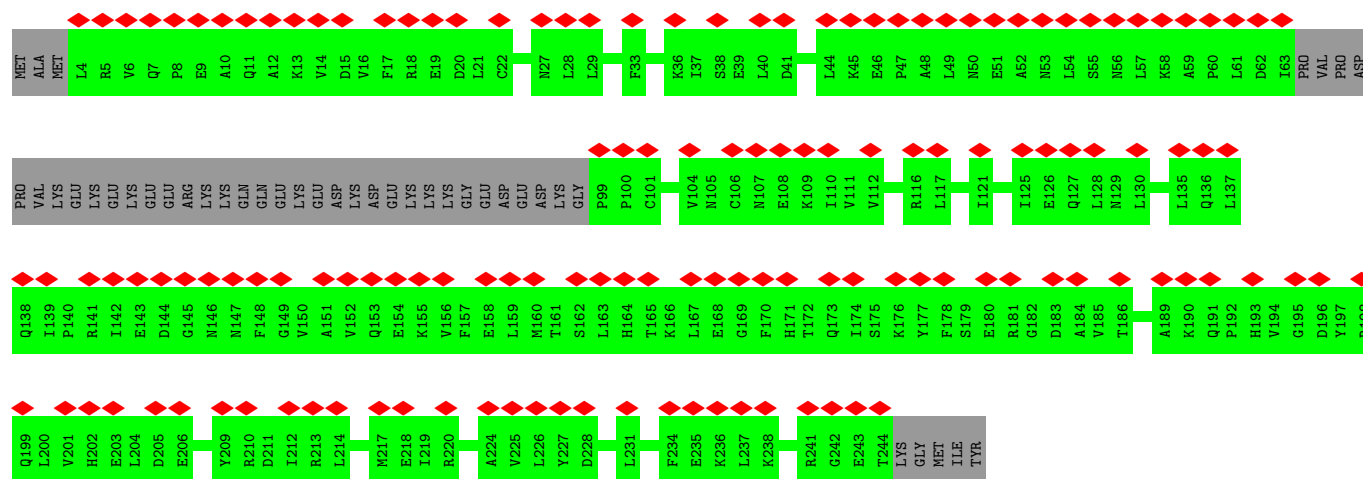 MET ALA MET L4 R5 V6 Q7 P8 E9 A10 Q11 A12 K13 V14 D15 V16 F17 R18 E19 D20 L21 C22 N27 L28 L29 F33 K36 I37 S38 E39 L40 D41 L44 K45 E46 P47 A48 L49 N50 E51 A52 N53 L54 S55 N56 L57 K58 A59 P60 L61 D62 I63 PRO VAL PRO ASP
PRO VAL LYS GLU LYS GLU LYS GLU GLU ARG LYS LYS GLN GLN GLU LYS GLU ASP LYS ASP GLU LYS LYS LYS GLY GLU ASP GLU ASP LYS GLY P99 P100 C101 V104 N105 C106 N107 E108 K109 I110 V111 V112 R116 L117 I121 I125 E126 Q127 L128 N129 L130 L135 Q136 L137
Q138 I139 P140 R141 I142 E143 D144 G145 N146 N147 F148 G149 V150 A151 V152 Q153 E154 K155 V156 F157 E158 L159 M160 T161 S162 L163 H164 T165 K166 L167 E168 G169 F170 H171 T172 Q173 I174 S175 K176 Y177 F178 S179 E180 R181 G182 D183 A184 V185 T186 A189 K190 Q191 P192 H193 V194 G195 D196 Y197
Q199 L200 V201 H202 E203 L204 D205 E206 Y209 R210 D211 I212 R213 L214 M217 E218 I219 R220 A224 V225 L226 Y227 D228 L231 F234 E235 K236 L237 K238 R241 G242 E243 T244 LYS GLY MET ILE TYR